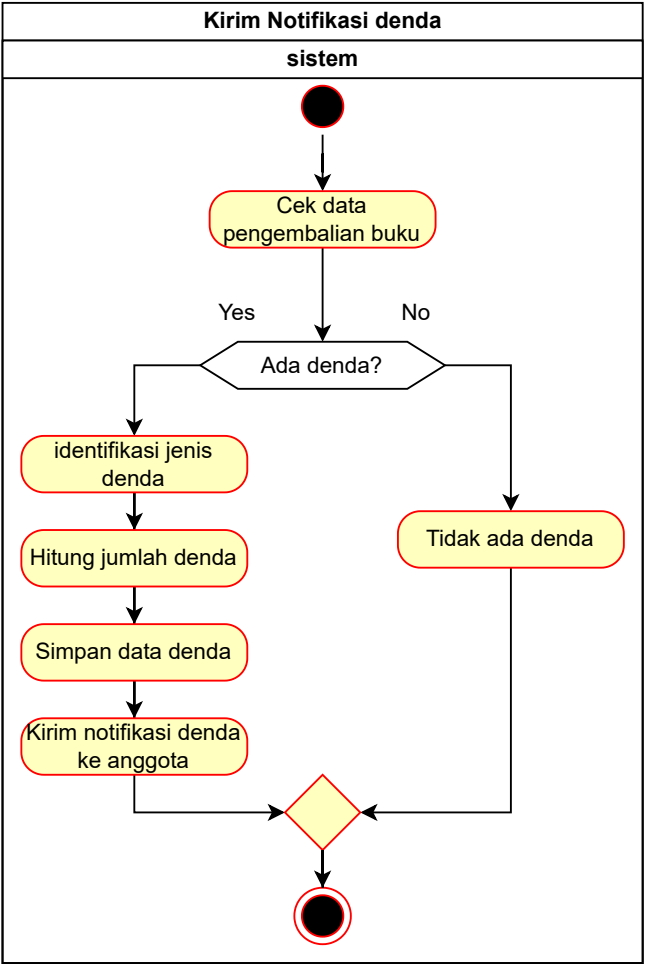 Kirim Notifikasi denda
sistem
Cek data
pengembalian buku
Yes
No
Ada denda?
identifikasi jenis
denda
Hitung jumlah denda
Simpan data denda
Kirim notifikasi denda
ke anggota
Tidak ada denda